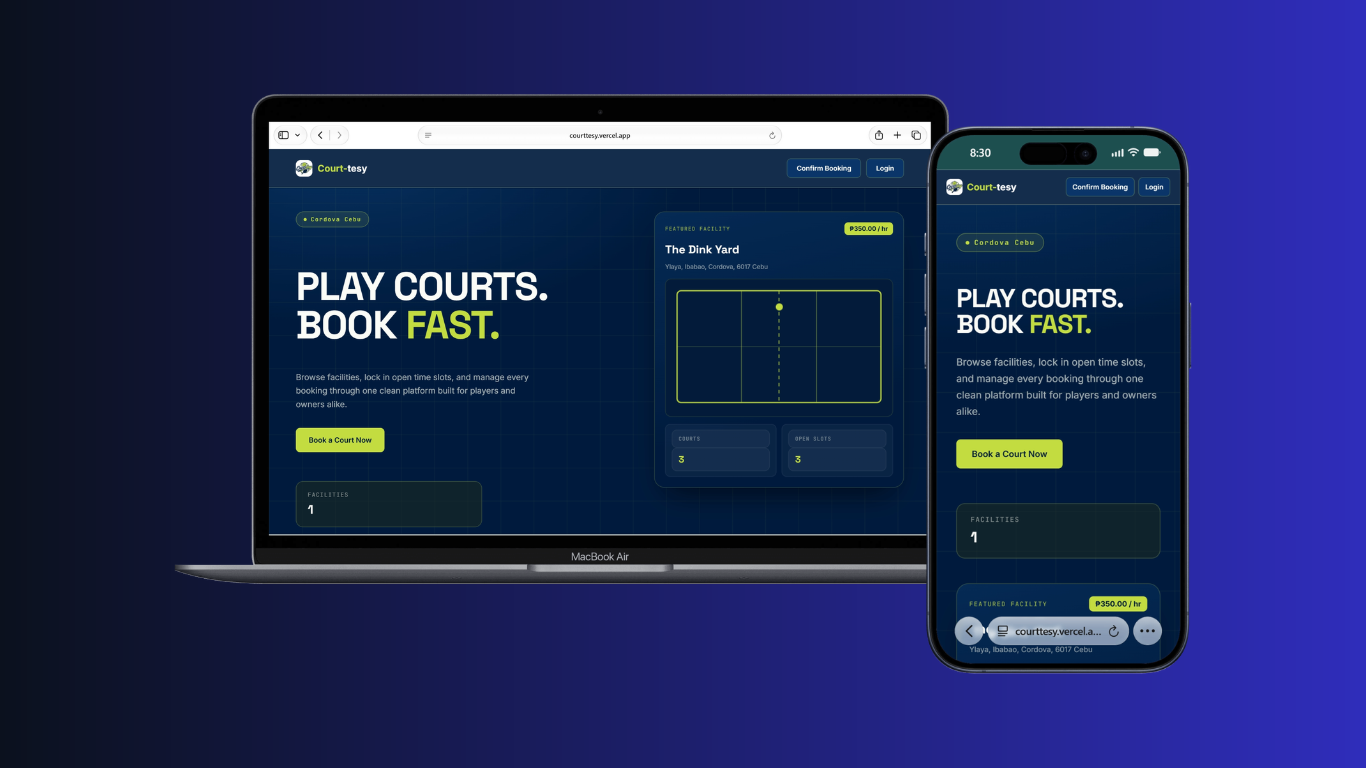 courttesy.vercel.app
Court-tesy
Confirm Booking
Login
Cordova Cebu
PLAY COURTS.
BOOK FAST.
Browse facilities, lock in open time slots, and manage every
booking through one clean platform built for players and
owners alike.
Book a Court Now
FACILITIES
1
FEATURED FACILITY
₱350.00 / hr
The Dink Yard
Ylaya, Ibabao, Cordova, 6017 Cebu
COURTS
3
OPEN SLOTS
3
MacBook Air
8:30
Court-tesy
Confirm Booking
Login
Cordova Cebu
PLAY COURTS.
BOOK FAST.
Browse facilities, lock in open time slots,
and manage every booking through one
clean platform built for players and owners
alike.
Book a Court Now
FACILITIES
1
FEATURED FACILITY
₱350.00 / hr
courttesy.vercel.a...
Ylaya, Ibabao, Cordova, 6017 Cebu